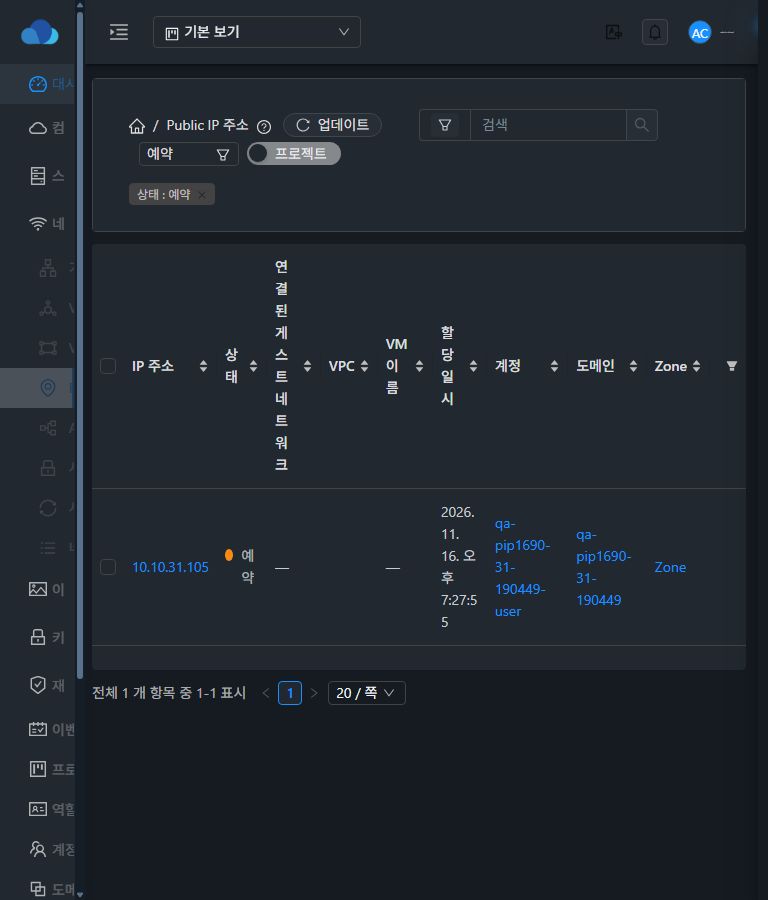 기본 보기
AC
대시
컴
스
네
이
키
재
이벤
프로
역할
계정
도메
/ Public IP 주소
업데이트
검색
예약
프로젝트
상태 : 예약
IP 주소
상태
연결된 게스트 네트워크
VPC
VM 이름
할당 일시
계정
도메인
Zone
10.10.31.105
예약
—
—
2026.
11.
16. 오
후
7:27:5
5
qa-
pip1690-
31-
190449-
user
qa-
pip1690-
31-
190449
Zone
전체 1 개 항목 중 1-1 표시
1
20 / 쪽